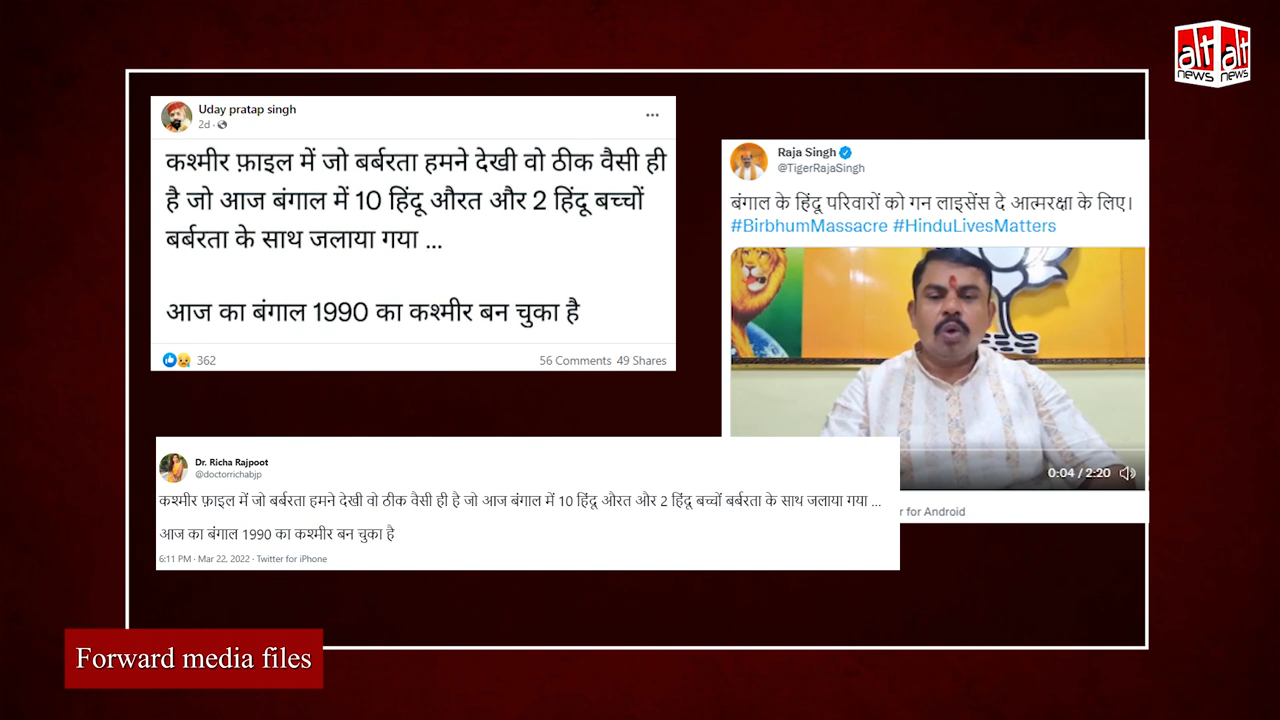 alt
news
alt
news
Uday pratap singh
2d
कश्मीर फ़ाइल में जो बर्बरता हमने देखी वो ठीक वैसी ही
है जो आज बंगाल में 10 हिंदू औरत और 2 हिंदू बच्चों
बर्बरता के साथ जलाया गया ...
आज का बंगाल 1990 का कश्मीर बन चुका है
362
56 Comments 49 Shares
Raja Singh
@TigerRajaSingh
बंगाल के हिंदू परिवारों को गन लाइसेंस दे आत्मरक्षा के लिए।
#BirbhumMassacre #HinduLivesMatters
0:04 / 2:20
r for Android
Dr. Richa Rajpoot
@doctorrichabjp
कश्मीर फ़ाइल में जो बर्बरता हमने देखी वो ठीक वैसी ही है जो आज बंगाल में 10 हिंदू औरत और 2 हिंदू बच्चों बर्बरता के साथ जलाया गया ...
आज का बंगाल 1990 का कश्मीर बन चुका है
6:11 PM · Mar 22, 2022 · Twitter for iPhone
Forward media files